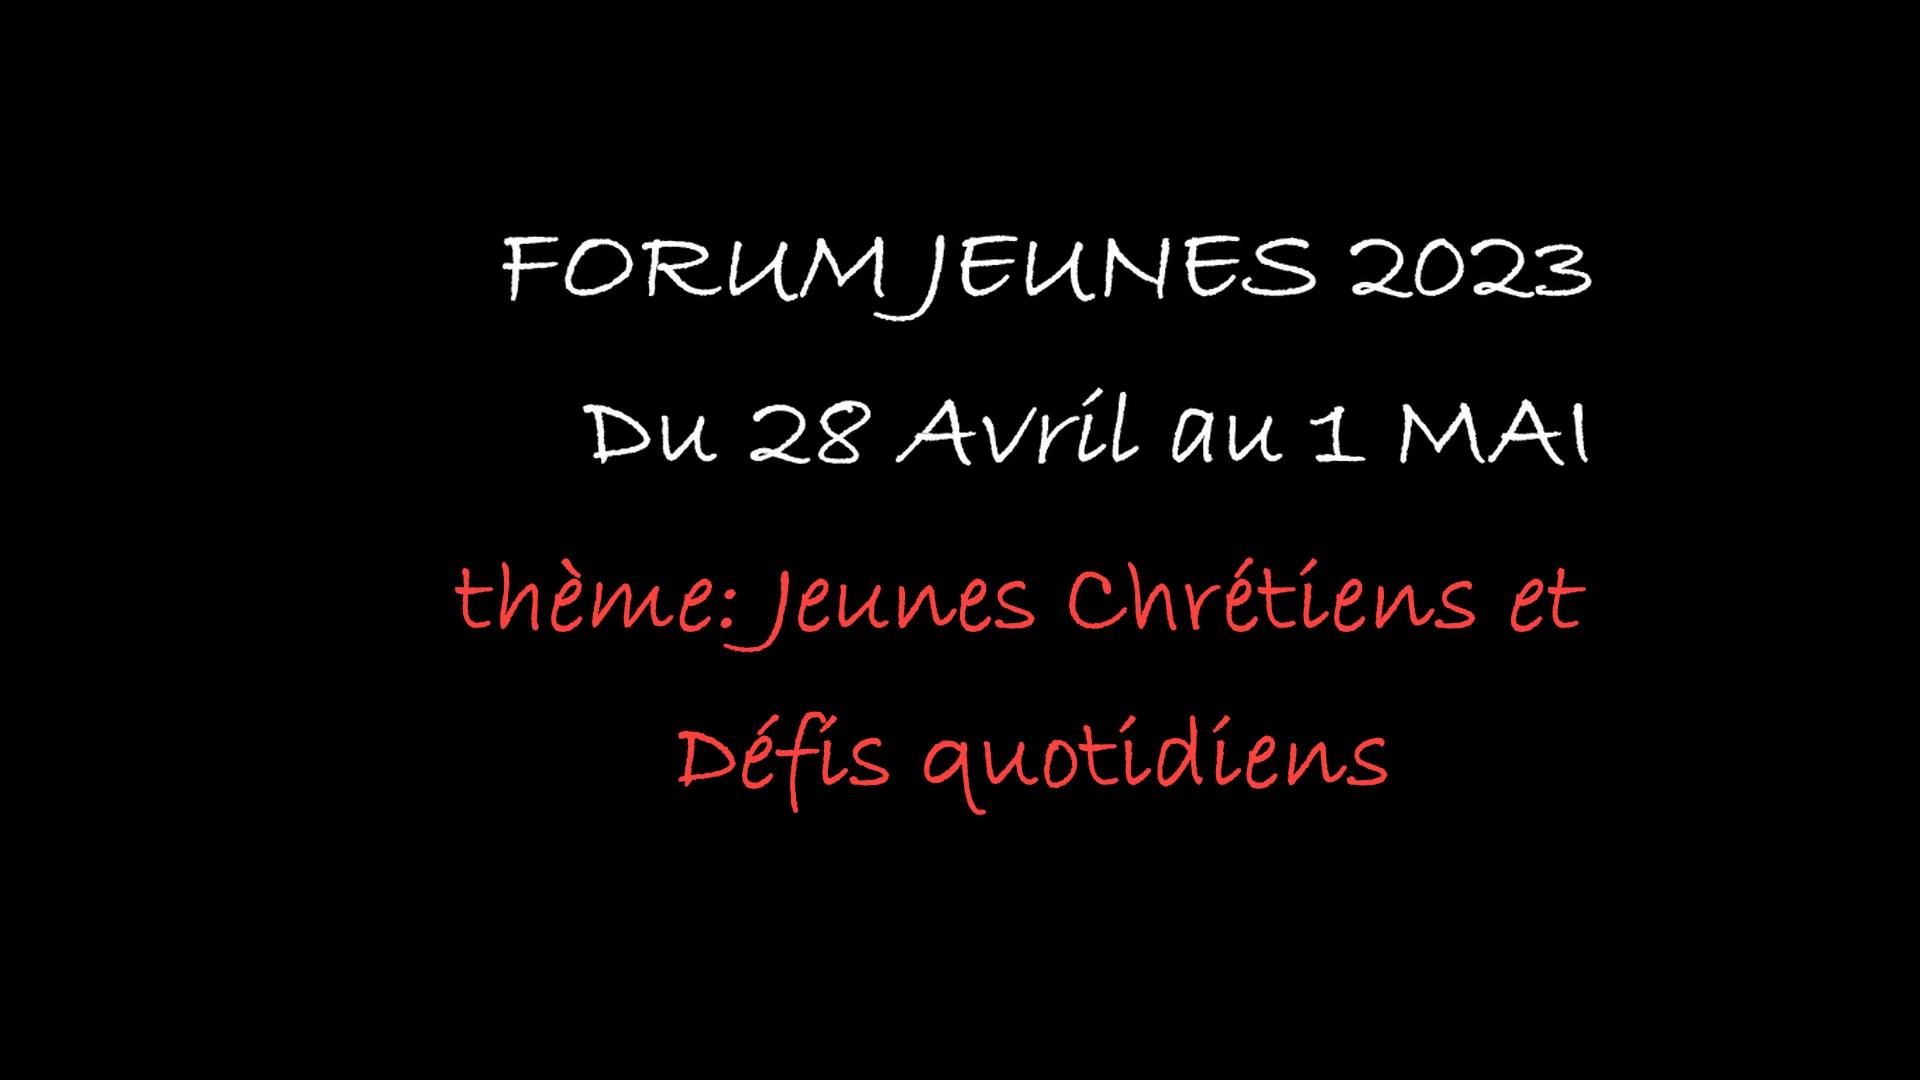 FORUM JEUNES 2023
Du 28 Avril au 1 MAI
thème: Jeunes Chrétiens et
Défis quotidiens